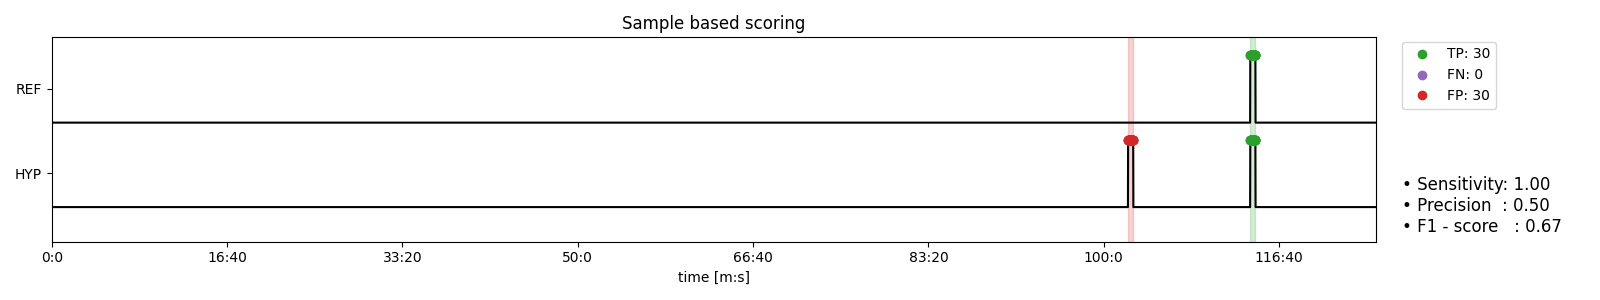 Sample based scoring
REF
HYP
0:0 16:40 33:20 50:0 66:40 83:20 100:0 116:40
time [m:s]
TP: 30
FN: 0
FP: 30
• Sensitivity: 1.00
• Precision  : 0.50
• F1 - score   : 0.67